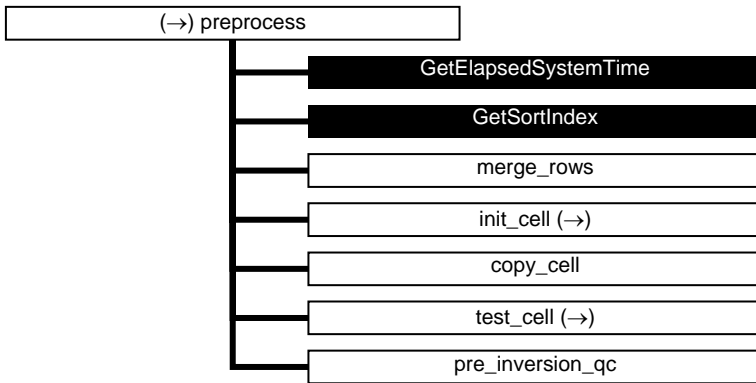 (→) preprocess
GetElapsedSystemTime
GetSortIndex
merge_rows
init_cell (→)
copy_cell
test_cell (→)
pre_inversion_qc